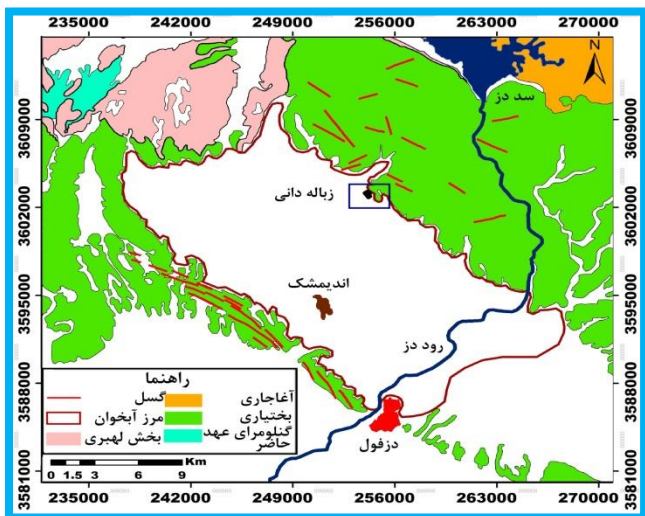 235000 242000 249000 256000 263000 270000
N
سد دز
3609000 3609000
زباله دانی
3602000 3602000
اندیمشک
3595000 3595000
رود دز
راهنما
3588000 3588000
آغاجاری گسل
بختیاری مرز آبخوان
گنلومرای عهد حاضر بخش لهبری
دزفول
Km
0 1.5 3 6 9
3581000 3581000
235000 242000 249000 256000 263000 270000